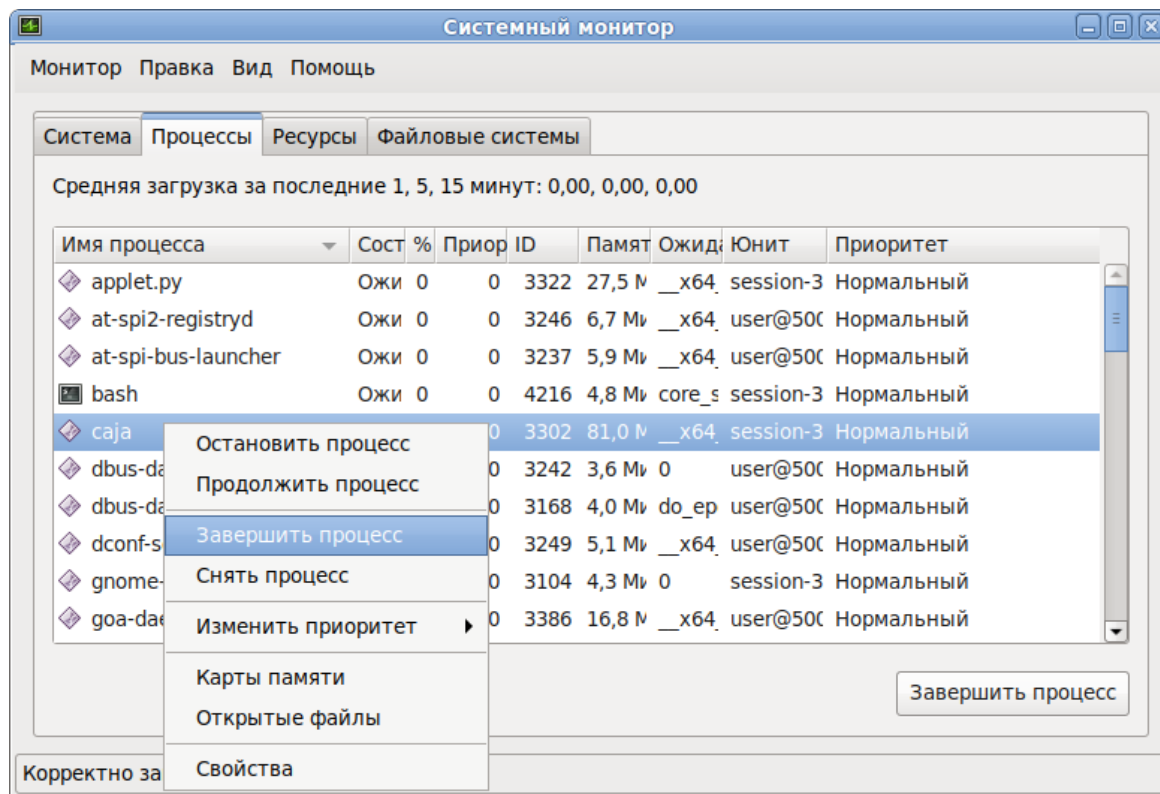 Системный монитор
Монитор Правка Вид Помощь
Система Процессы Ресурсы Файловые системы
Средняя загрузка за последние 1, 5, 15 минут: 0,00, 0,00, 0,00
Имя процесса Сост % Приор ID Памят Ожида Юнит Приоритет
applet.py Ожи 0 0 3322 27,5 М __x64_ session-3 Нормальный
at-spi2-registryd Ожи 0 0 3246 6,7 Ми __x64_ user@500 Нормальный
at-spi-bus-launcher Ожи 0 0 3237 5,9 Ми __x64_ user@500 Нормальный
bash Ожи 0 0 4216 4,8 Ми core_s session-3 Нормальный
caja 0 3302 81,0 М __x64_ session-3 Нормальный
dbus-da 0 3242 3,6 Ми 0 user@500 Нормальный
dbus-da 0 3168 4,0 Ми do_ep user@500 Нормальный
dconf-s 0 3249 5,1 Ми __x64_ user@500 Нормальный
gnome- 0 3104 4,3 Ми 0 session-3 Нормальный
goa-dae 0 3386 16,8 М __x64_ user@500 Нормальный
Остановить процесс
Продолжить процесс
Завершить процесс
Снять процесс
Изменить приоритет
Карты памяти
Открытые файлы
Свойства
Завершить процесс
Корректно за